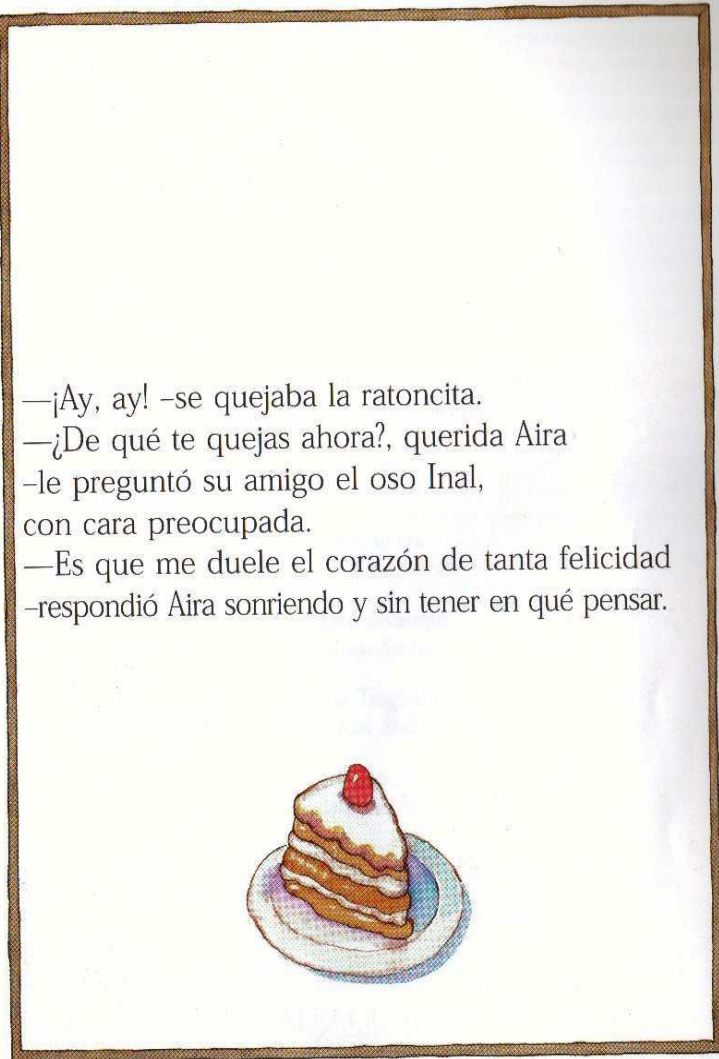 —¡Ay, ay! –se quejaba la ratoncita.
—¿De qué te quejas ahora?, querida Aira
–le preguntó su amigo el oso Inal,
con cara preocupada.
—Es que me duele el corazón de tanta felicidad
–respondió Aira sonriendo y sin tener en qué pensar.